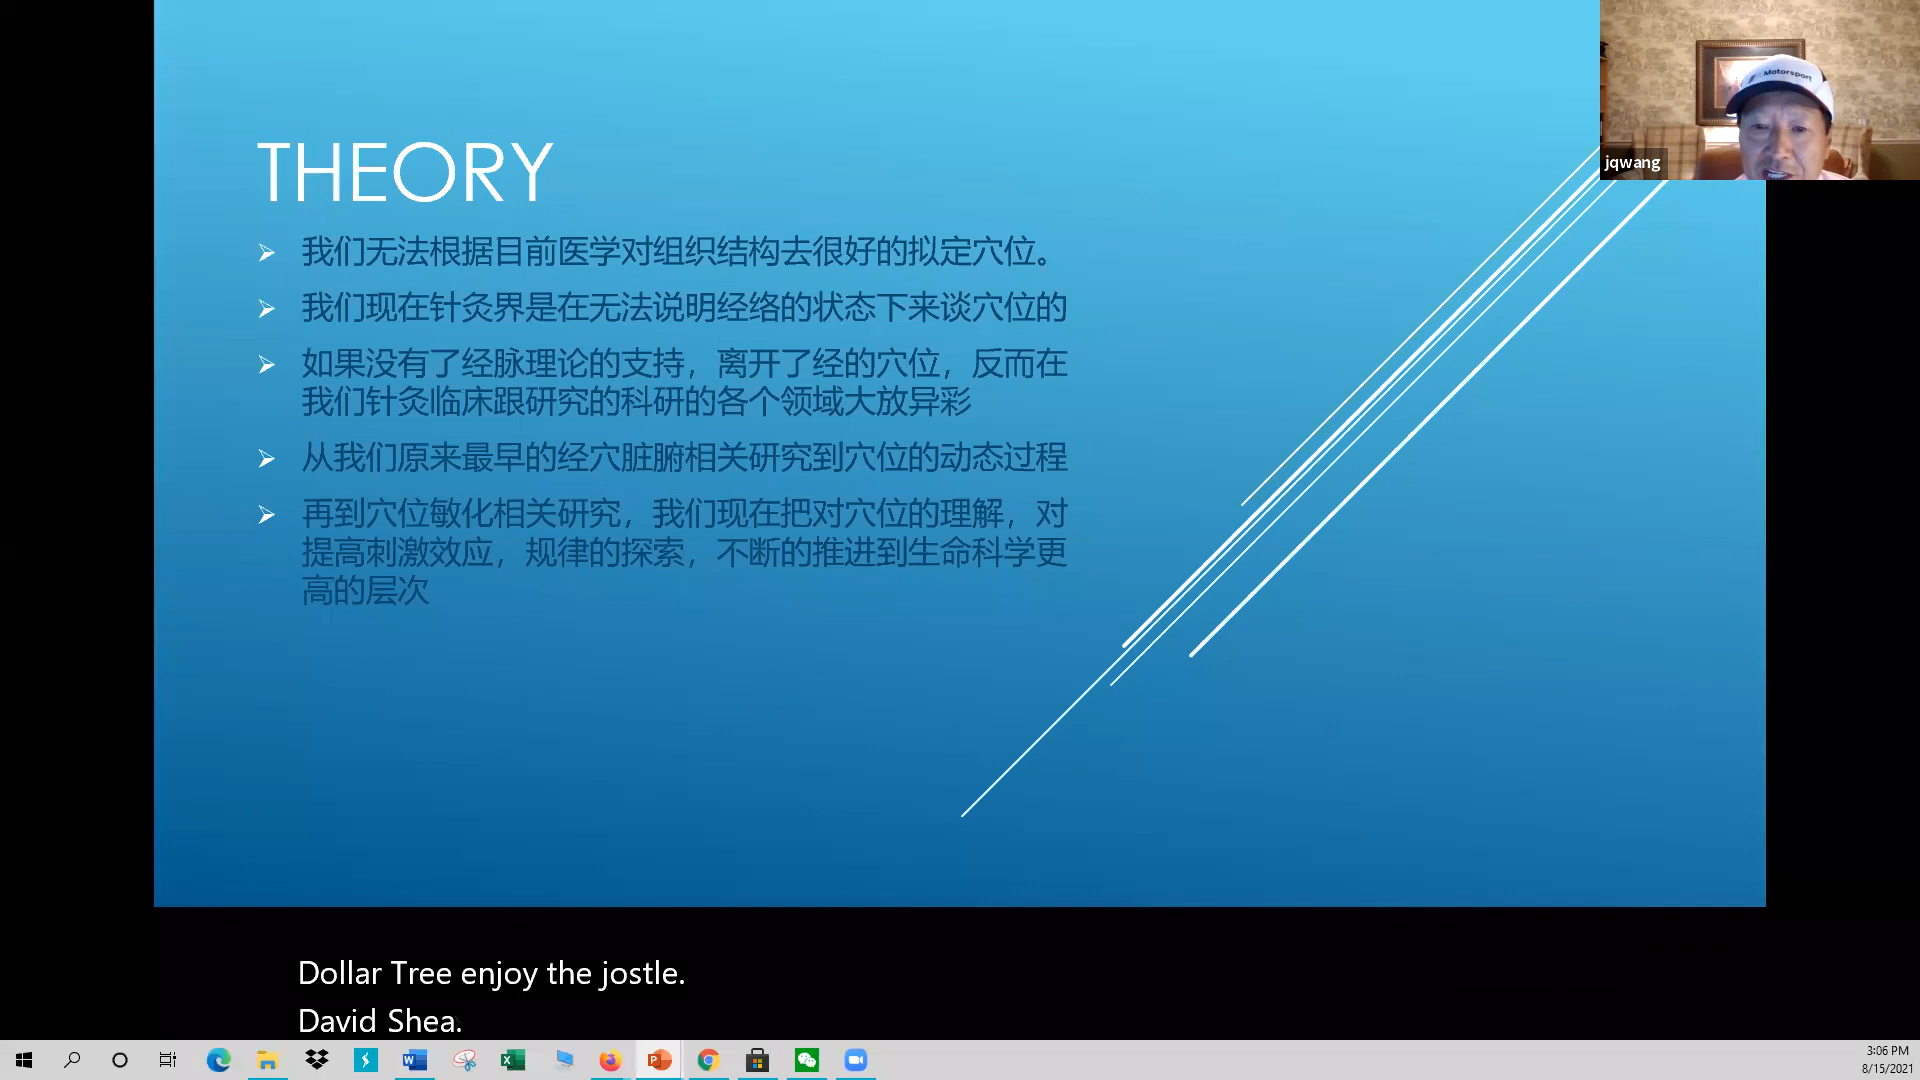 THEORY
我们无法根据目前医学对组织结构去很好的拟定穴位。
我们现在针灸界是在无法说明经络的状态下来谈穴位的
如果没有了经脉理论的支持，离开了经的穴位，反而在
我们针灸临床跟研究的科研的各个领域大放异彩
从我们原来最早的经穴脏腑相关研究到穴位的动态过程
再到穴位敏化相关研究，我们现在把对穴位的理解，对
提高刺激效应，规律的探索，不断的推进到生命科学更
高的层次
Motorsport
jqwang
Dollar Tree enjoy the jostle.
David Shea.
3:06 PM
8/15/2021